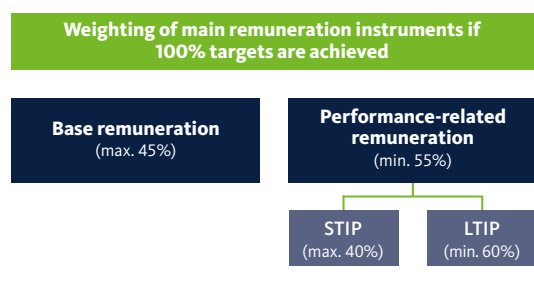 Weighting of main remuneration instruments if
100% targets are achieved
Base remuneration
(max. 45%)
Performance-related
remuneration
(min. 55%)
STIP
(max. 40%)
LTIP
(min. 60%)